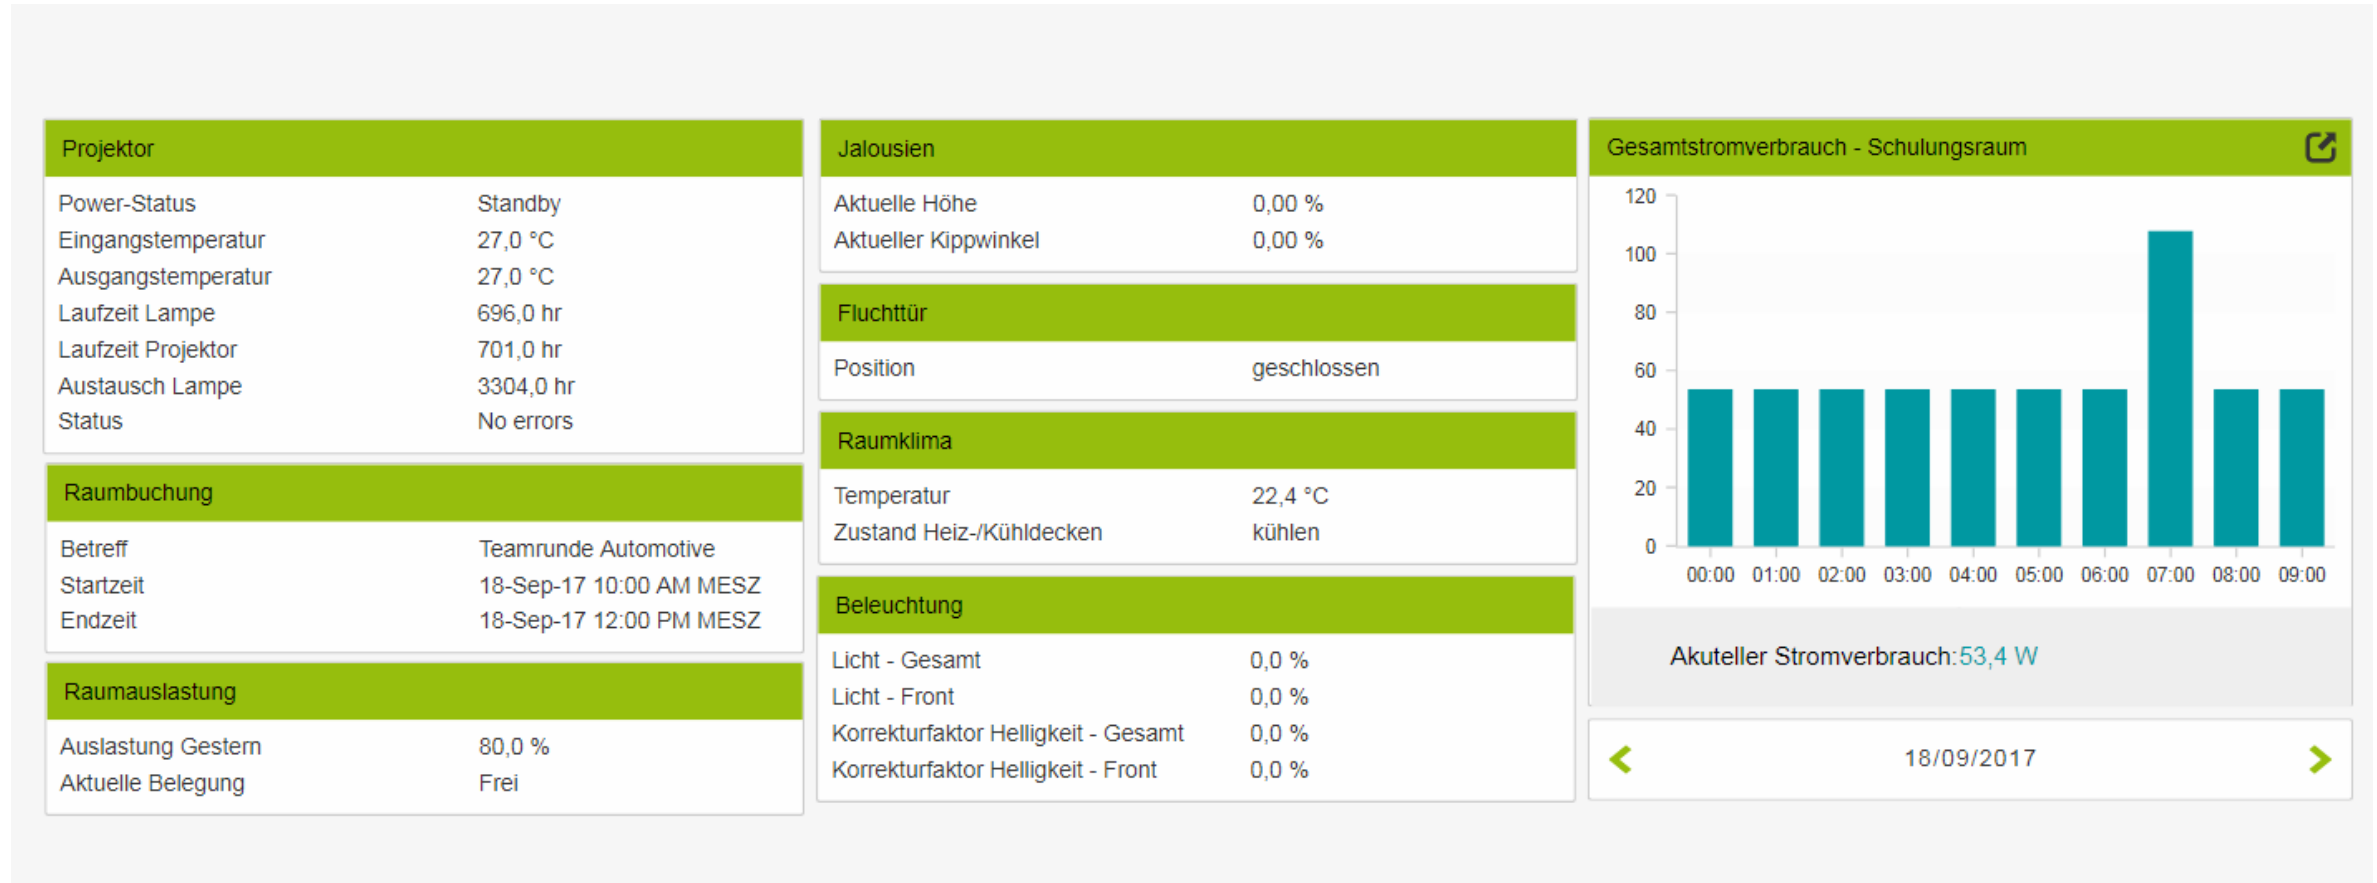 Projektor
Power-Status Standby
Eingangstemperatur 27,0 °C
Ausgangstemperatur 27,0 °C
Laufzeit Lampe 696,0 hr
Laufzeit Projektor 701,0 hr
Austausch Lampe 3304,0 hr
Status No errors
Raumbuchung
Betreff Teamrunde Automotive
Startzeit 18-Sep-17 10:00 AM MESZ
Endzeit 18-Sep-17 12:00 PM MESZ
Raumauslastung
Auslastung Gestern 80,0 %
Aktuelle Belegung Frei
Jalousien
Aktuelle Höhe 0,00 %
Aktueller Kippwinkel 0,00 %
Fluchttür
Position geschlossen
Raumklima
Temperatur 22,4 °C
Zustand Heiz-/Kühldecken kühlen
Beleuchtung
Licht - Gesamt 0,0 %
Licht - Front 0,0 %
Korrekturfaktor Helligkeit - Gesamt 0,0 %
Korrekturfaktor Helligkeit - Front 0,0 %
Gesamtstromverbrauch - Schulungsraum
120
100
80
60
40
20
0
00:00 01:00 02:00 03:00 04:00 05:00 06:00 07:00 08:00 09:00
Akuteller Stromverbrauch:53,4 W
18/09/2017